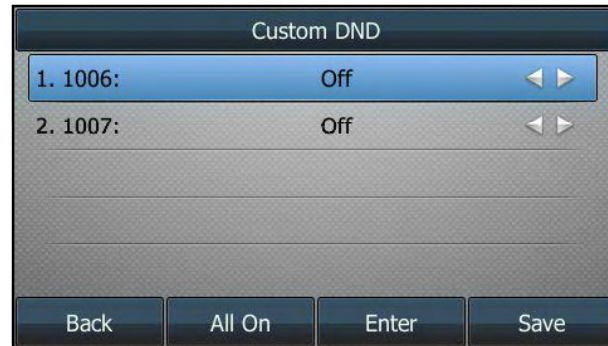 Custom DND
1. 1006: Off
2. 1007: Off
Back All On Enter Save